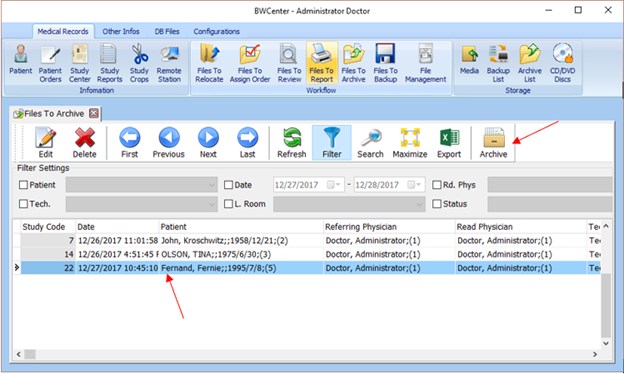 BWCenter - Administrator Doctor
Medical Records Other Infos DB Files Configurations
Patient Patient Orders Study Center Study Reports Study Crops Remote Station Files To Relocate Files To Assign Order Files To Review Files To Report Files To Archive Files To Backup File Management Media Backup List Archive List CD/DVD Discs
Infomation Workflow Storage
Files To Archive
Edit Delete First Previous Next Last Refresh Filter Search Maximize Export Archive
Filter Settings
Patient Date 12/27/2017 - 12/28/2017 Rd. Phys
Tech. L. Room Status
Study Code Date Patient Referring Physician Read Physician Te
7 12/26/2017 11:01:58 John, Kroschwitz;;1958/12/21;(2) Doctor, Administrator;(1) Doctor, Administrator;(1) Te
14 12/26/2017 4:51:45 P OLSON, TINA;;1975/6/30;(3) Doctor, Administrator;(1) Doctor, Administrator;(1) Te
22 12/27/2017 10:45:10 Fernand, Fernie;;1995/7/8;(5) Doctor, Administrator;(1) Doctor, Administrator;(1) Te